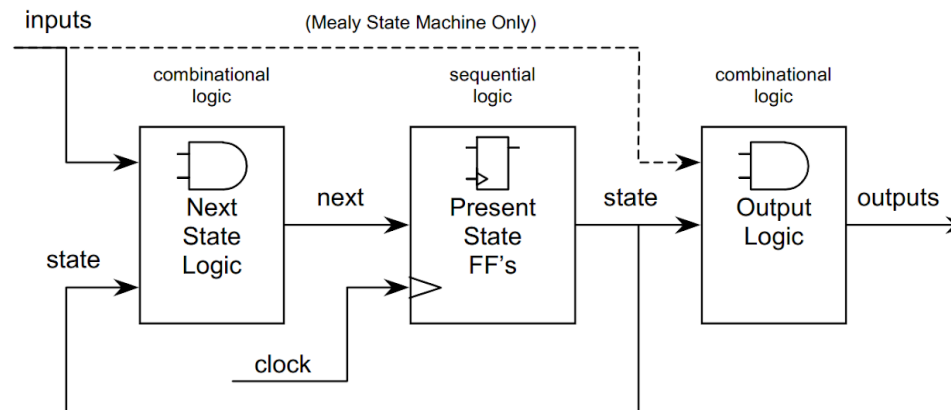 inputs
(Mealy State Machine Only)
combinational
logic
sequential
logic
combinational
logic
Next
State
Logic
next
Present
State
FF's
state
Output
Logic
outputs
state
clock